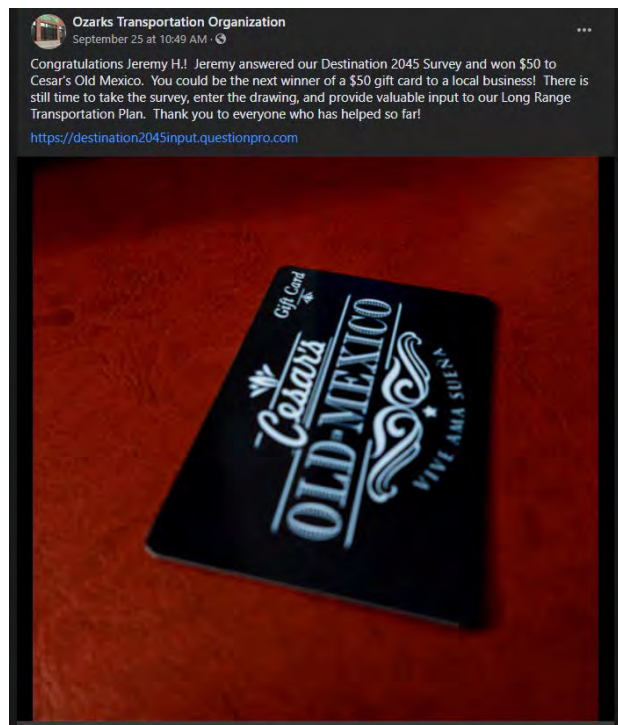 Ozarks Transportation Organization
September 25 at 10:49 AM ·
Congratulations Jeremy H.! Jeremy answered our Destination 2045 Survey and won $50 to
Cesar's Old Mexico. You could be the next winner of a $50 gift card to a local business! There is
still time to take the survey, enter the drawing, and provide valuable input to our Long Range
Transportation Plan. Thank you to everyone who has helped so far!
https://destination2045input.questionpro.com
Gift Card
Cesar's
OLD MEXICO
VIVE AMA SUEÑA